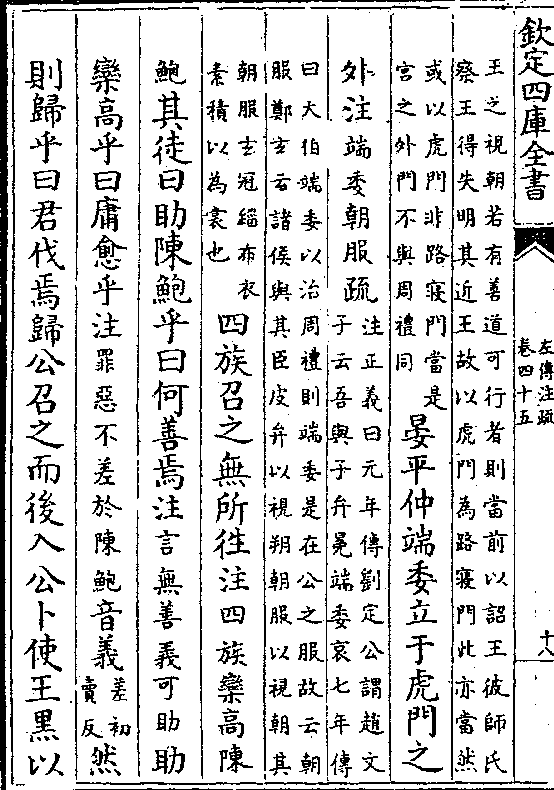 欽定四庫全書
左傳注疏
卷四十五
十八
王之視朝若有善道可行者則當前以詔王彼師氏
察王得失明其近王故以虎門為路寢門此亦當然
或以虎門非路寢門當是
宮之外門不與周禮同
晏平仲端委立于虎門之
外注端委朝服疏
注正義曰元年傳劉定公謂趙文
子云吾與子弁冕端委哀七年傳
曰大伯端委以治周禮則端委是在公之服故云朝
服鄭玄云諸侯與其臣皮弁以視朔朝服以視朝其
朝服玄冠緇布衣
素積以為裳也
四族召之無所往注四族欒高陳
鮑其徒曰助陳鮑乎曰何善焉注言無善義可助助
欒高乎曰庸愈乎注罪惡不差於陳鮑音義
差初
賣反
然
則歸乎曰君伐焉歸公召之而後入公卜使王黑以